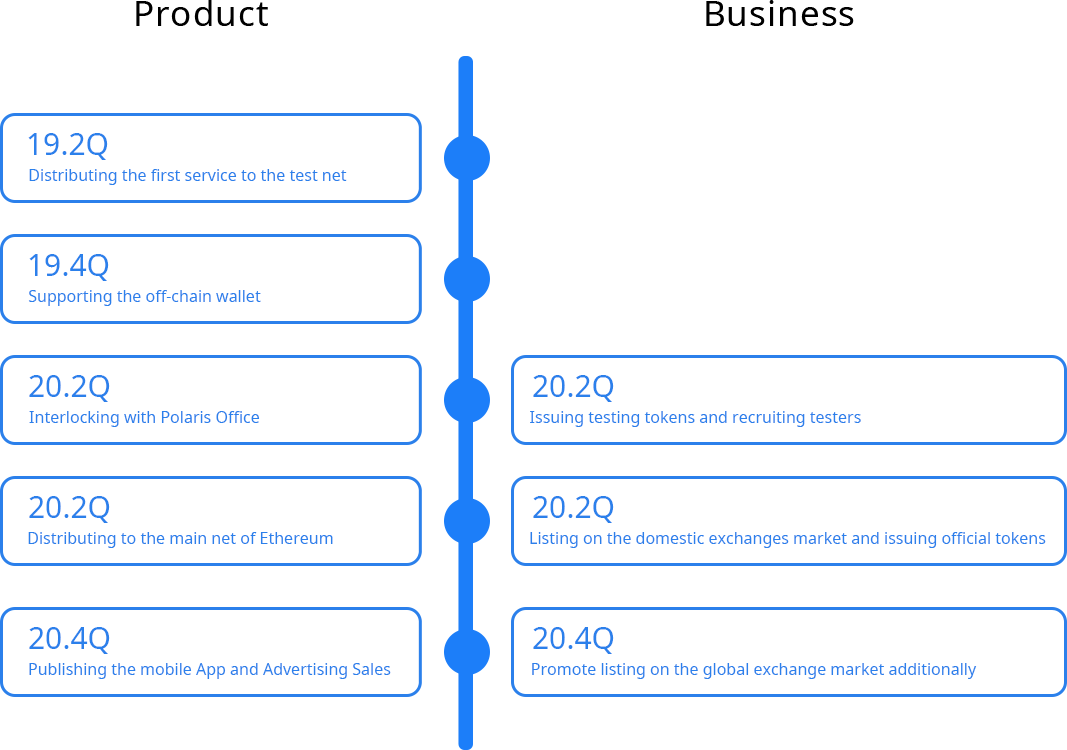 Product
Business
19.2Q
Distributing the first service to the test net
19.4Q
Supporting the off-chain wallet
20.2Q
Interlocking with Polaris Office
20.2Q
Issuing testing tokens and recruiting testers
20.2Q
Distributing to the main net of Ethereum
20.2Q
Listing on the domestic exchanges market and issuing official tokens
20.4Q
Publishing the mobile App and Advertising Sales
20.4Q
Promote listing on the global exchange market additionally